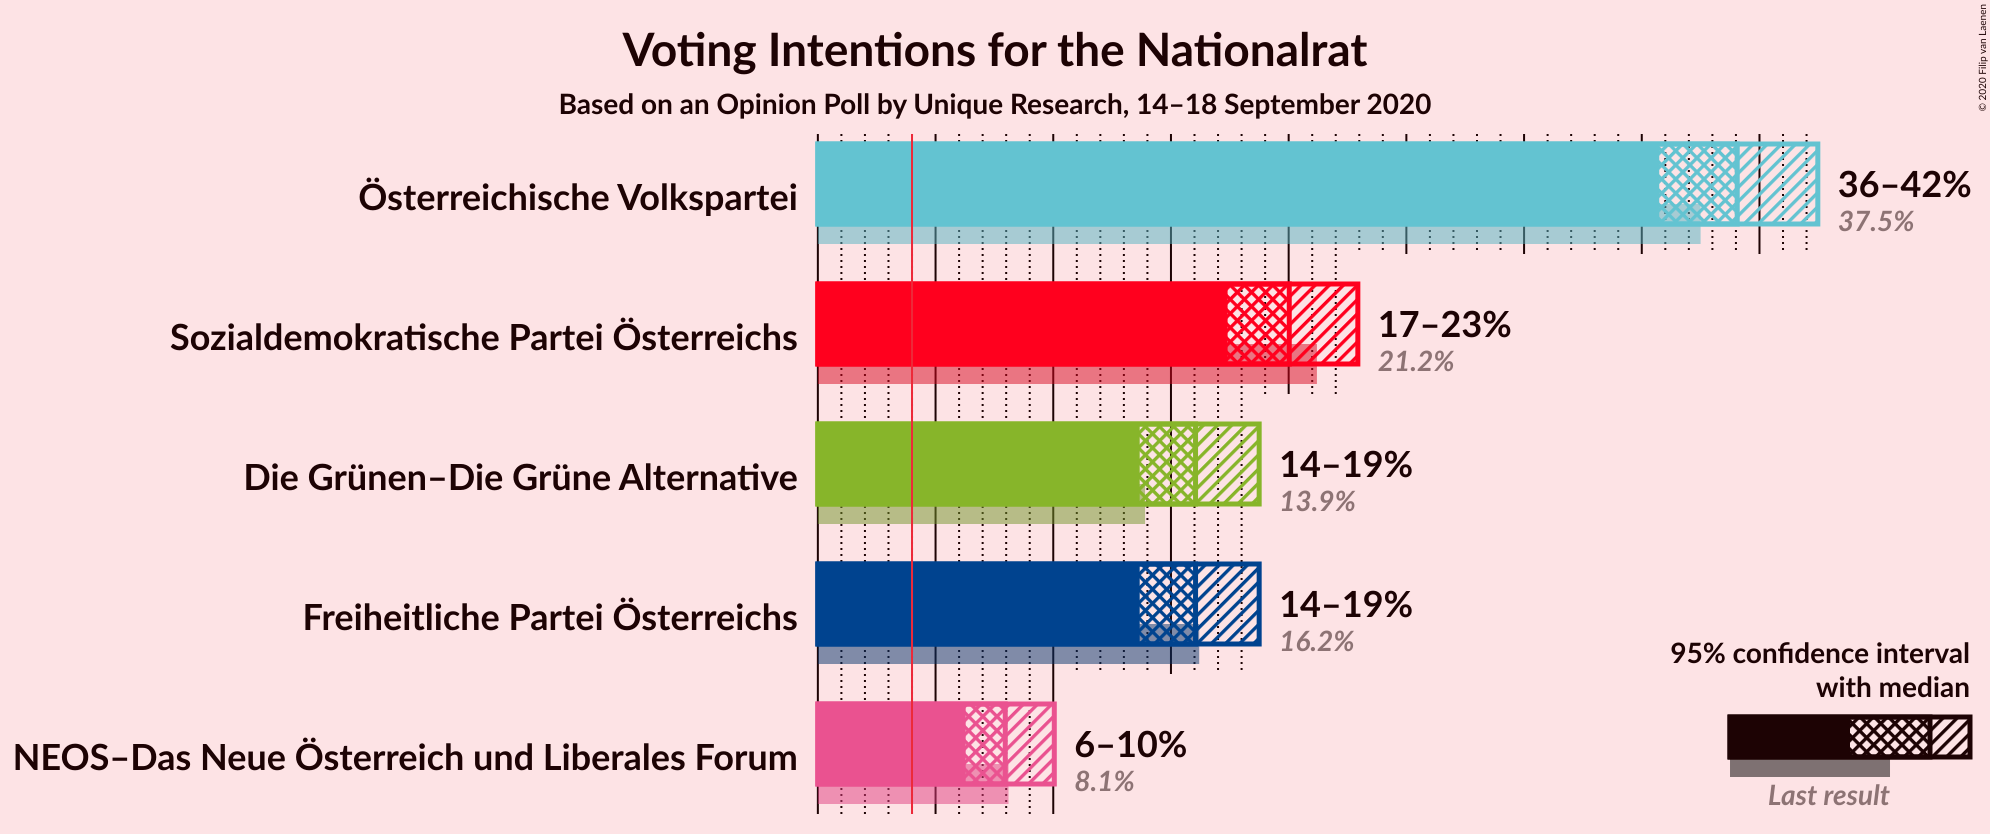 Voting Intentions for the Nationalrat
Based on an Opinion Poll by Unique Research, 14–18 September 2020
© 2020 Filip van Laenen
Österreichische Volkspartei
36–42%
37.5%
Sozialdemokratische Partei Österreichs
17–23%
21.2%
Die Grünen–Die Grüne Alternative
14–19%
13.9%
Freiheitliche Partei Österreichs
14–19%
16.2%
NEOS–Das Neue Österreich und Liberales Forum
6–10%
8.1%
95% confidence interval
with median
Last result